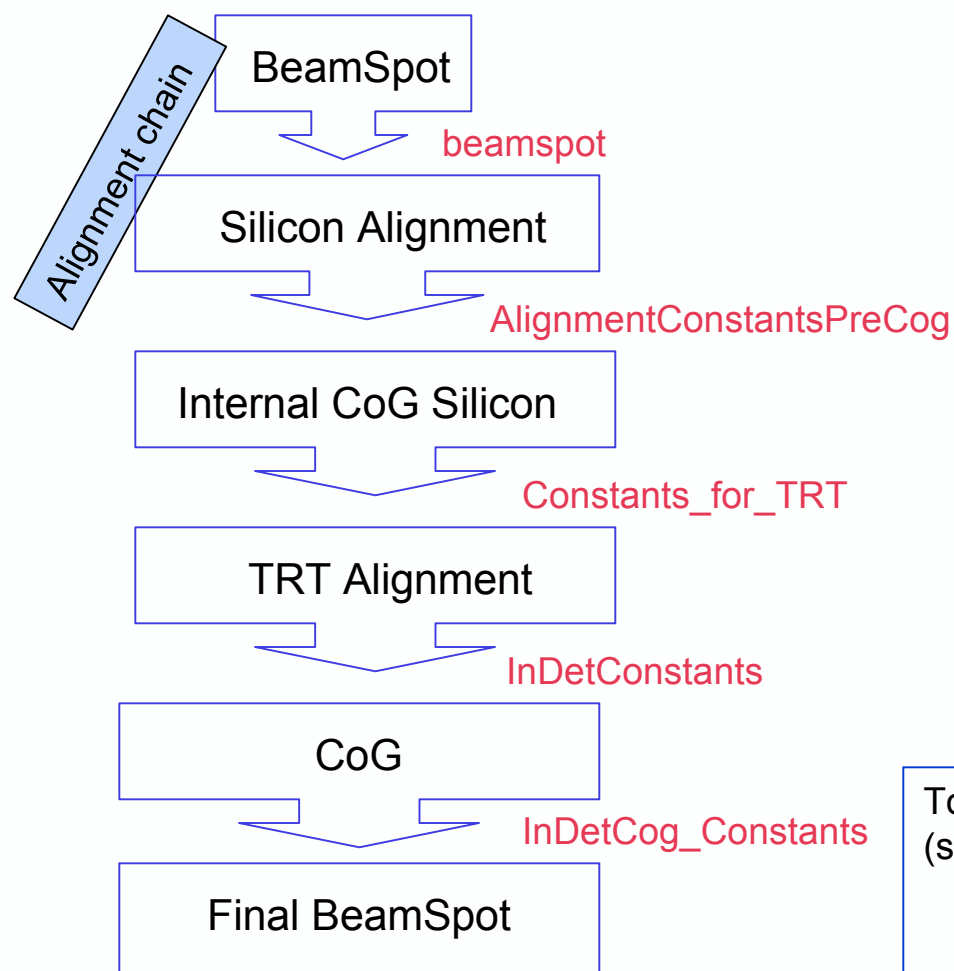 Alignment chain
BeamSpot
beamspot
Silicon Alignment
AlignmentConstantsPreCog
Internal CoG Silicon
Constants_for_TRT
TRT Alignment
InDetConstants
CoG
InDetCog_Constants
Final BeamSpot